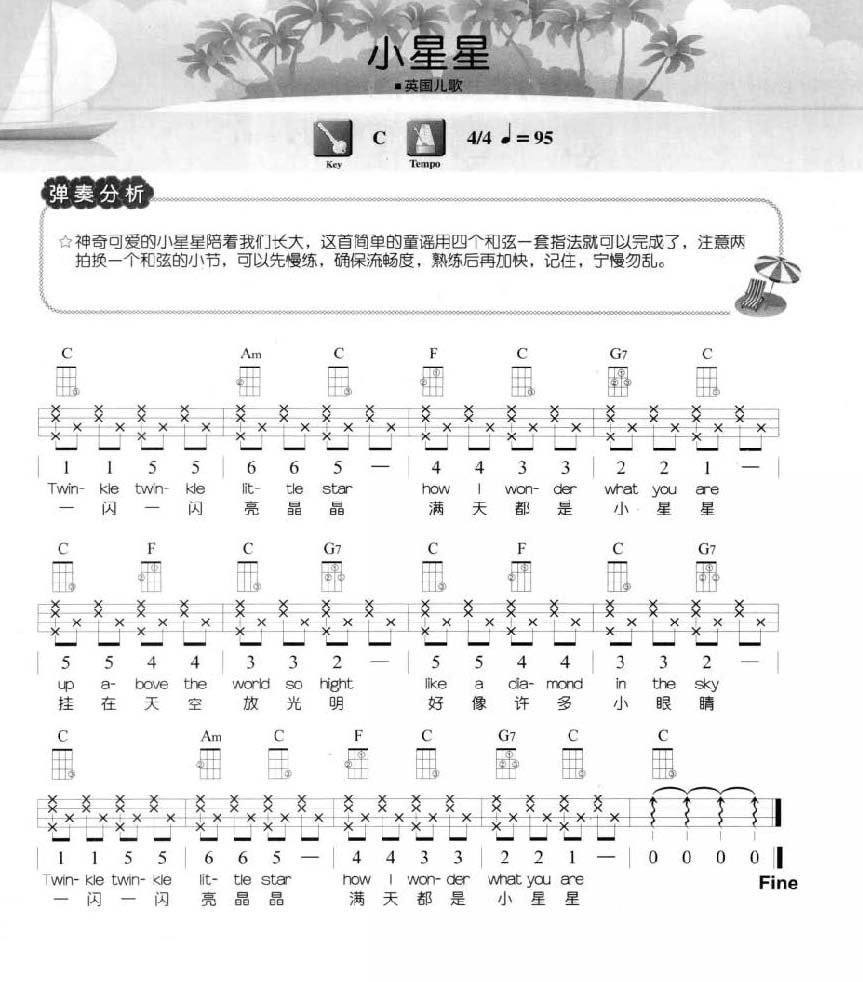 小星星
■英国儿歌
C 4/4 ♩= 95
Key Tempo
弹奏分析
☆神奇可爱的小星星陪着我们长大，这首简单的童谣用四个和弦一套指法就可以完成了，注意两
拍换一个和弦的小节，可以先慢练，确保流畅度，熟练后再加快，记住，宁慢勿乱。
C Am C F C G7 C
| 1 1 5 5 | 6 6 5 — | 4 4 3 3 | 2 2 1 — |
Twin- kle twin- kle lit- tle star how I won- der what you are
一 闪 一 闪 亮 晶 晶 满 天 都 是 小 星 星
C F C G7 C F C G7
| 5 5 4 4 | 3 3 2 — | 5 5 4 4 | 3 3 2 — |
up a- bove the world so hight like a dia- mond in the sky
挂 在 天 空 放 光 明 好 像 许 多 小 眼 睛
C Am C F C G7 C C
| 1 1 5 5 | 6 6 5 — | 4 4 3 3 | 2 2 1 — | 0 0 0 0 ‖
Twin- kle twin- kle lit- tle star how I won- der what you are
一 闪 一 闪 亮 晶 晶 满 天 都 是 小 星 星
Fine